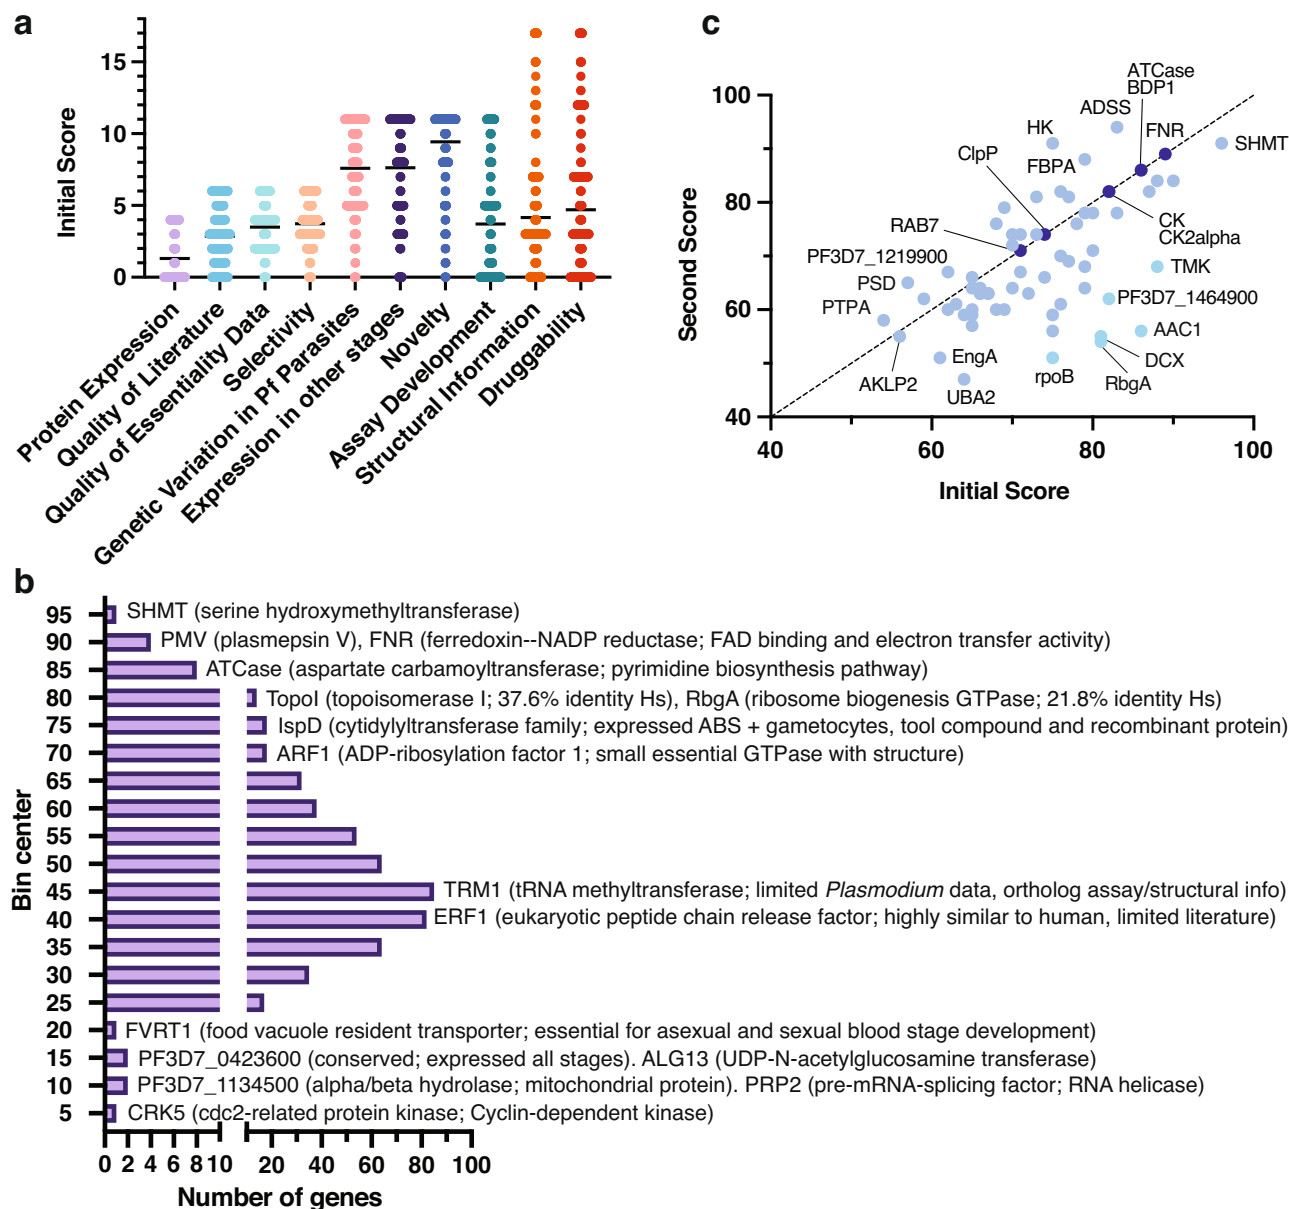 a
Initial Score
15
10
5
0
Protein Expression
Quality of Literature
Quality of Essentiality Data
Selectivity
Genetic Variation in Pf Parasites
Expression in other stages
Novelty
Assay Development
Structural Information
Druggability
c
Second Score
100
80
60
40
40
60
80
100
Initial Score
ATCase
BDP1
ADSS
HK
FNR
SHMT
ClpP
FBPA
RAB7
CK
CK2alpha
PF3D7_1219900
TMK
PSD
PF3D7_1464900
PTPA
AAC1
EngA
DCX
AKLP2
UBA2
rpoB
RbgA
b
Bin center
95 SHMT (serine hydroxymethyltransferase)
90 PMV (plasmepsin V), FNR (ferredoxin--NADP reductase; FAD binding and electron transfer activity)
85 ATCase (aspartate carbamoyltransferase; pyrimidine biosynthesis pathway)
80 TopoI (topoisomerase I; 37.6% identity Hs), RbgA (ribosome biogenesis GTPase; 21.8% identity Hs)
75 IspD (cytidylyltransferase family; expressed ABS + gametocytes, tool compound and recombinant protein)
70 ARF1 (ADP-ribosylation factor 1; small essential GTPase with structure)
65
60
55
50
45 TRM1 (tRNA methyltransferase; limited Plasmodium data, ortholog assay/structural info)
40 ERF1 (eukaryotic peptide chain release factor; highly similar to human, limited literature)
35
30
25
20 FVRT1 (food vacuole resident transporter; essential for asexual and sexual blood stage development)
15 PF3D7_0423600 (conserved; expressed all stages). ALG13 (UDP-N-acetylglucosamine transferase)
10 PF3D7_1134500 (alpha/beta hydrolase; mitochondrial protein). PRP2 (pre-mRNA-splicing factor; RNA helicase)
5 CRK5 (cdc2-related protein kinase; Cyclin-dependent kinase)
0 2 4 6 8 10 20 40 60 80 100
Number of genes